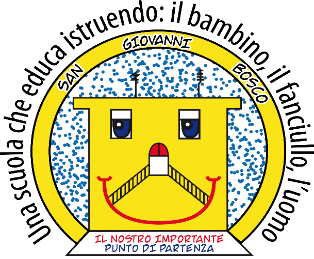 Una scuola che educa istruendo: il bambino, il fanciullo, l'uomo
SAN GIOVANNI BOSCO
IL NOSTRO IMPORTANTE
PUNTO DI PARTENZA